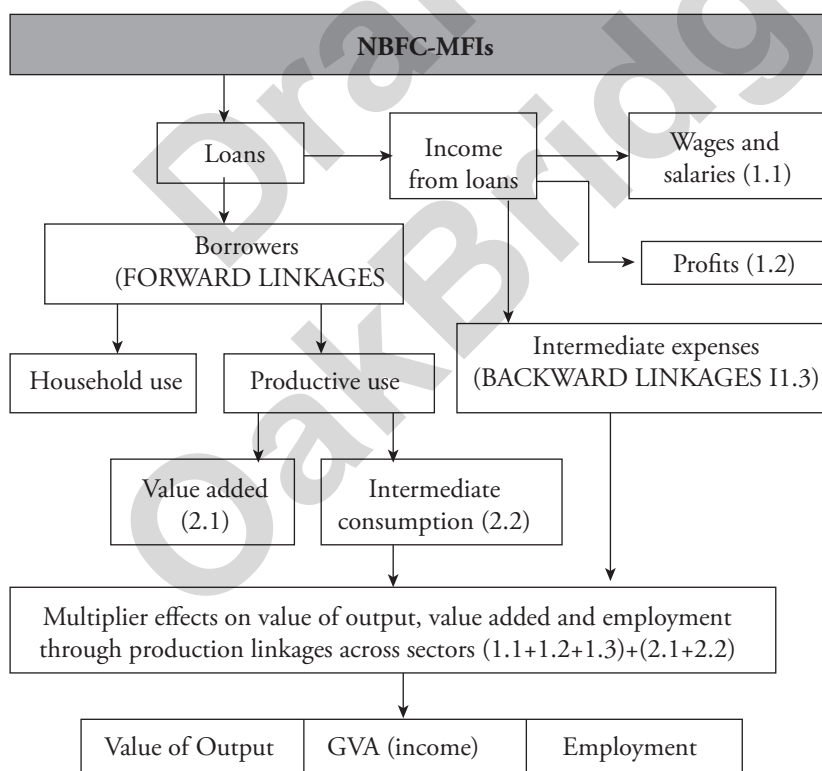 NBFC-MFIs
Loans
Income
from loans
Wages and
salaries (1.1)
Profits (1.2)
Borrowers
(FORWARD LINKAGES
Intermediate expenses
(BACKWARD LINKAGES I1.3)
Household use
Productive use
Value added
(2.1)
Intermediate
consumption (2.2)
Multiplier effects on value of output, value added and employment
through production linkages across sectors (1.1+1.2+1.3)+(2.1+2.2)
Value of Output
GVA (income)
Employment
Dra
OakBridg